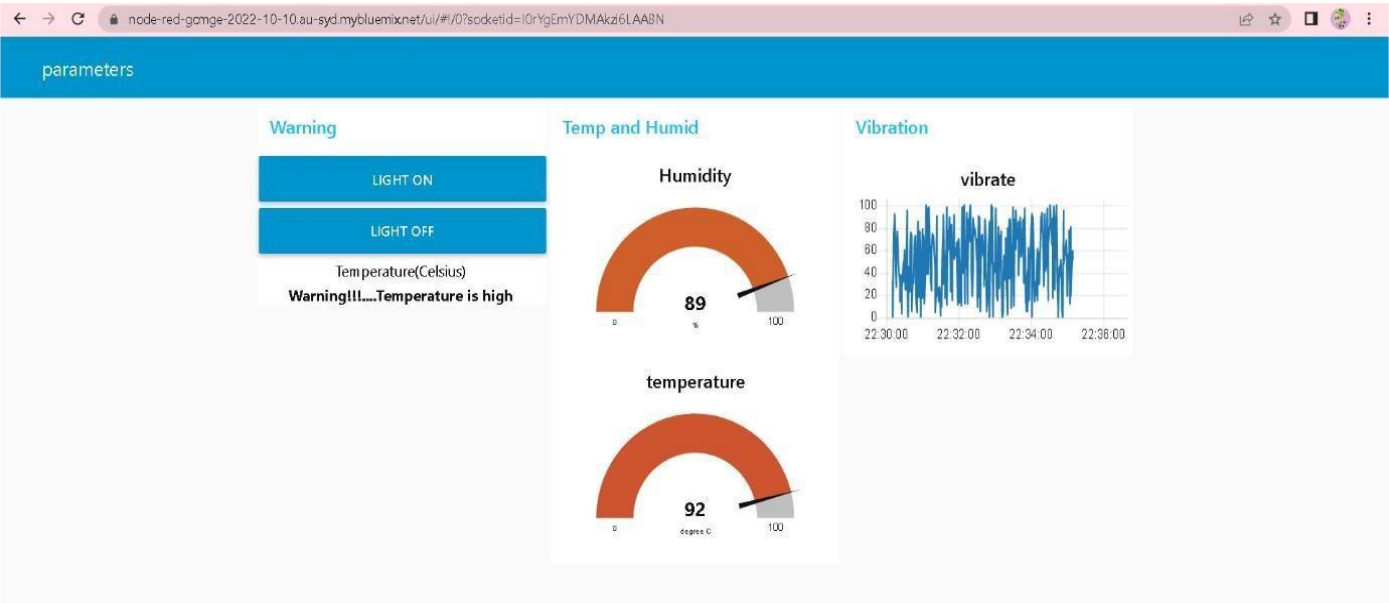 node-red-gcmge-2022-10-10.au-syd.mybluemix.net/ui/#!/0?socketid=I0rYgEmYDMAkzi6LAABN
parameters
Warning
LIGHT ON
LIGHT OFF
Temperature(Celsius)
Warning!!!....Temperature is high
Temp and Humid
Humidity
89
%
0
100
temperature
92
degree C
0
100
Vibration
vibrate
100
80
60
40
20
0
22:30:00 22:32:00 22:34:00 22:36:00